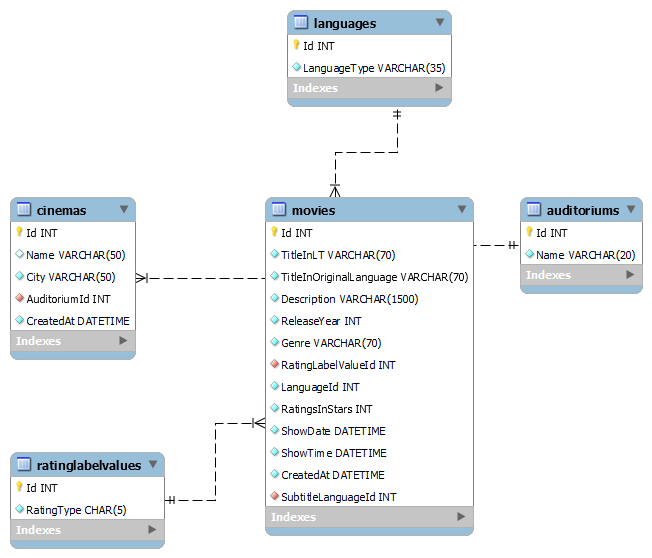 languages
Id INT
LanguageType VARCHAR(35)
Indexes
cinemas
Id INT
Name VARCHAR(50)
City VARCHAR(50)
AuditoriumId INT
CreatedAt DATETIME
Indexes
movies
Id INT
TitleInLT VARCHAR(70)
TitleInOriginalLanguage VARCHAR(70)
Description VARCHAR(1500)
ReleaseYear INT
Genre VARCHAR(70)
RatingLabelValueId INT
LanguageId INT
RatingsInStars INT
ShowDate DATETIME
ShowTime DATETIME
CreatedAt DATETIME
SubtitleLanguageId INT
Indexes
auditoriums
Id INT
Name VARCHAR(20)
Indexes
ratinglabelvalues
Id INT
RatingType CHAR(5)
Indexes